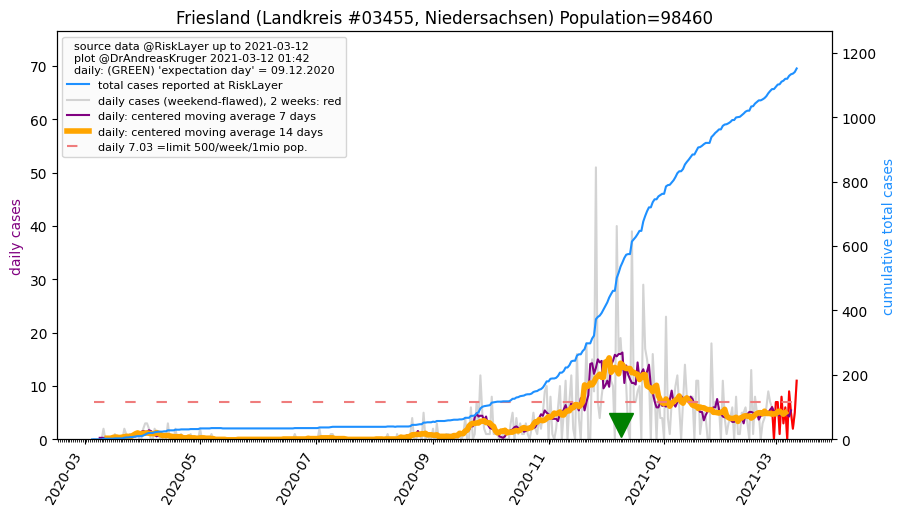 Friesland (Landkreis #03455, Niedersachsen) Population=98460
source data @RiskLayer up to 2021-03-12
plot @DrAndreasKruger 2021-03-12 01:42
daily: (GREEN) 'expectation day' = 09.12.2020
total cases reported at RiskLayer
daily cases (weekend-flawed), 2 weeks: red
daily: centered moving average 7 days
daily: centered moving average 14 days
daily 7.03 =limit 500/week/1mio pop.
daily cases
70
60
50
40
30
20
10
0
cumulative total cases
1200
1000
800
600
400
200
0
2020-03
2020-05
2020-07
2020-09
2020-11
2021-01
2021-03